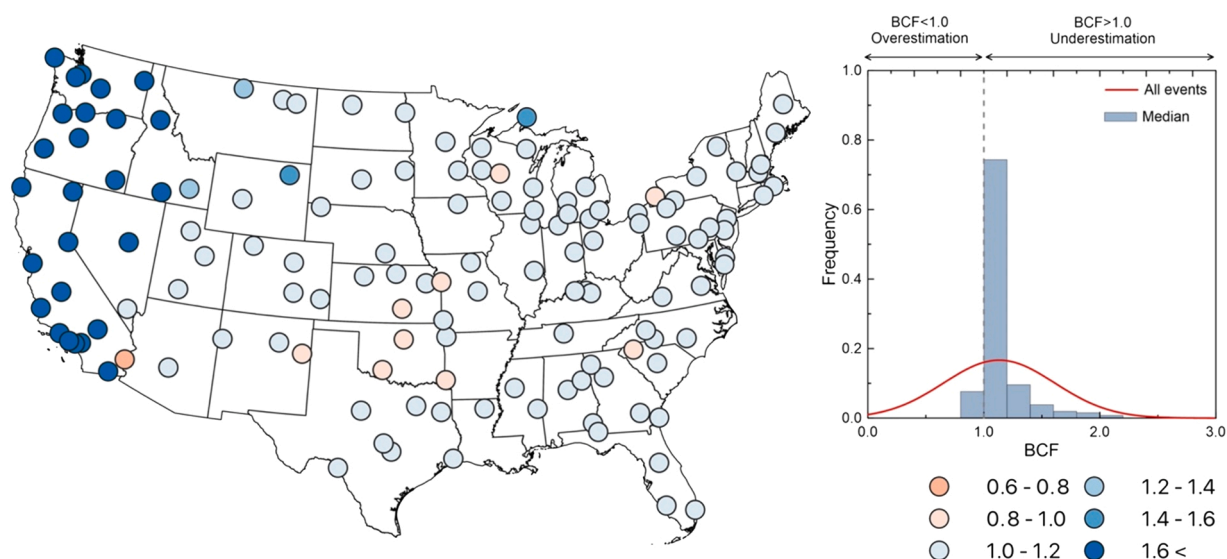 BCF<1.0
Overestimation
BCF>1.0
Underestimation
1.0
0.8
0.6
0.4
0.2
0.0
Frequency
All events
Median
0.0
1.0
2.0
3.0
BCF
0.6 - 0.8
1.2 - 1.4
0.8 - 1.0
1.4 - 1.6
1.0 - 1.2
1.6 <